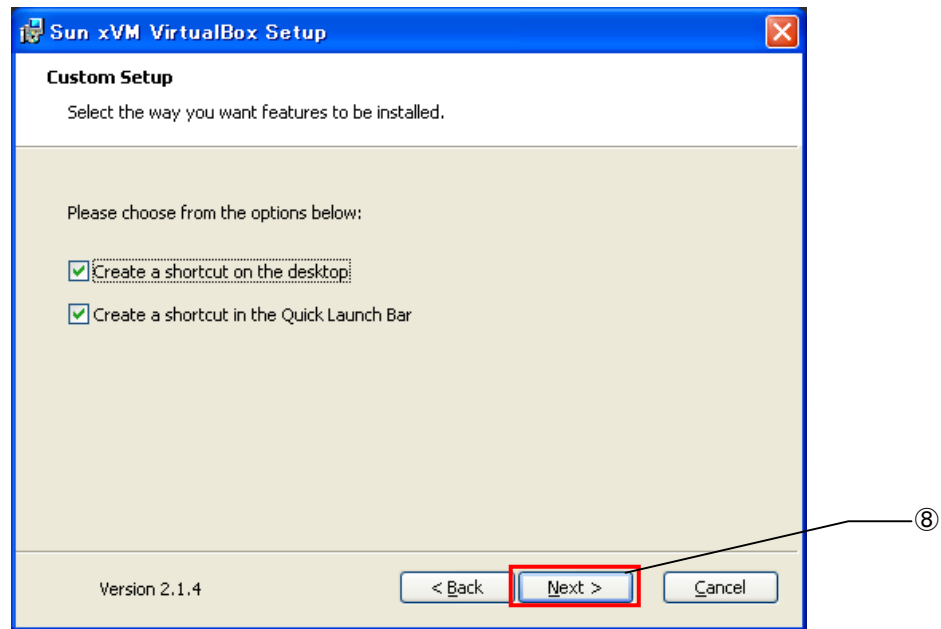 Sun xVM VirtualBox Setup
Custom Setup
Select the way you want features to be installed.
Please choose from the options below:
Create a shortcut on the desktop
Create a shortcut in the Quick Launch Bar
⑧
Version 2.1.4
< Back
Next >
Cancel